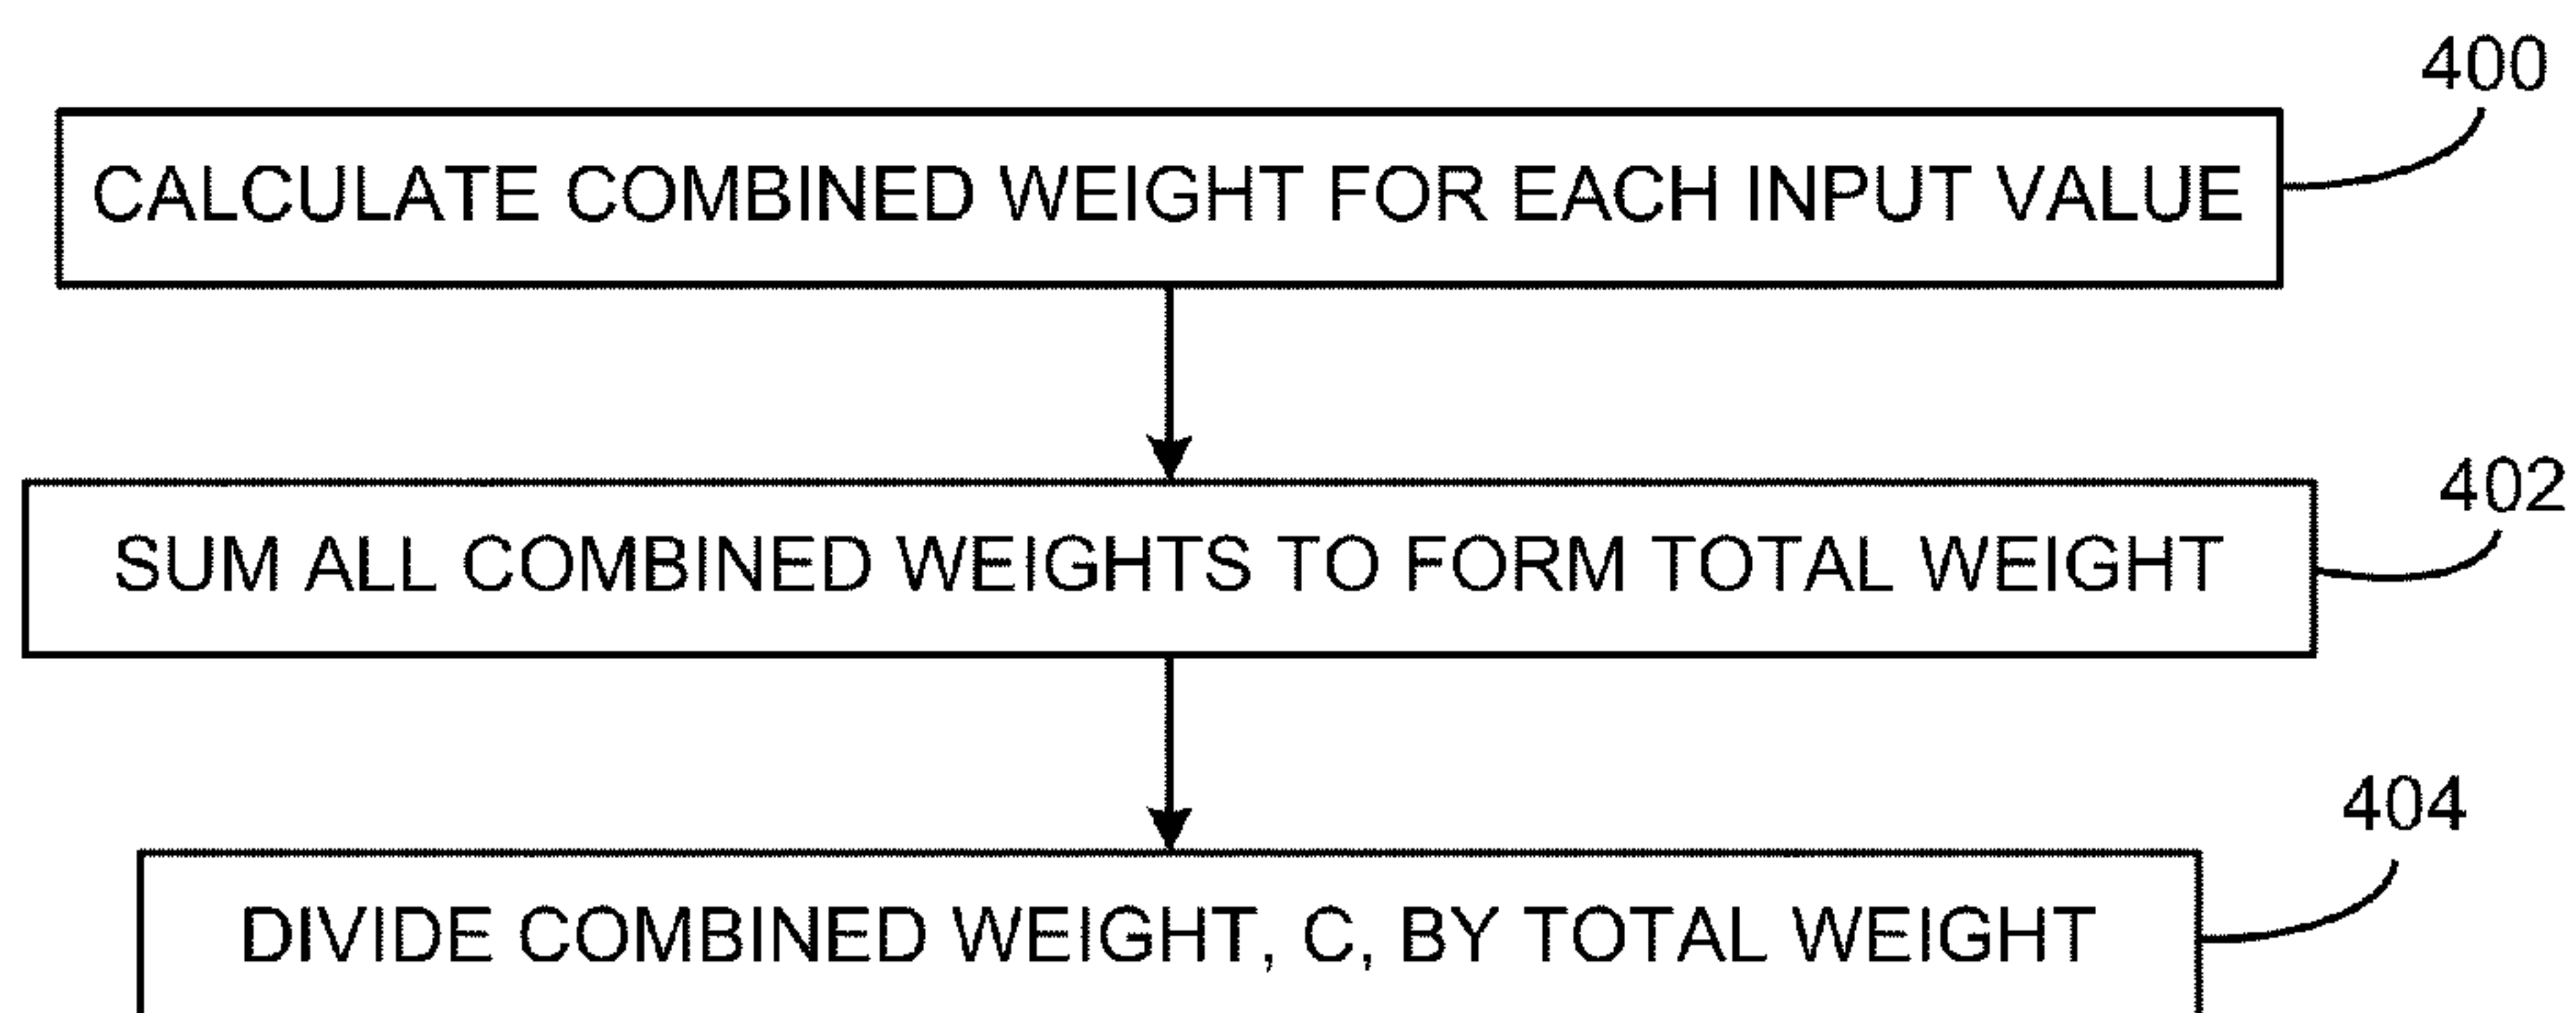 400
CALCULATE COMBINED WEIGHT FOR EACH INPUT VALUE
402
SUM ALL COMBINED WEIGHTS TO FORM TOTAL WEIGHT
404
DIVIDE COMBINED WEIGHT, C, BY TOTAL WEIGHT